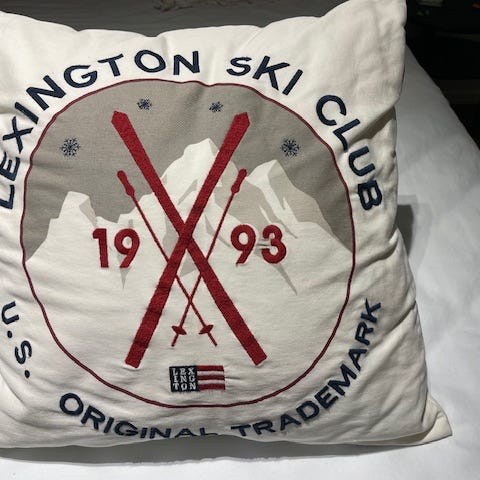 LEXINGTON SKI CLUB
19 93
LEX
ING
TON
U.S. ORIGINAL TRADEMARK